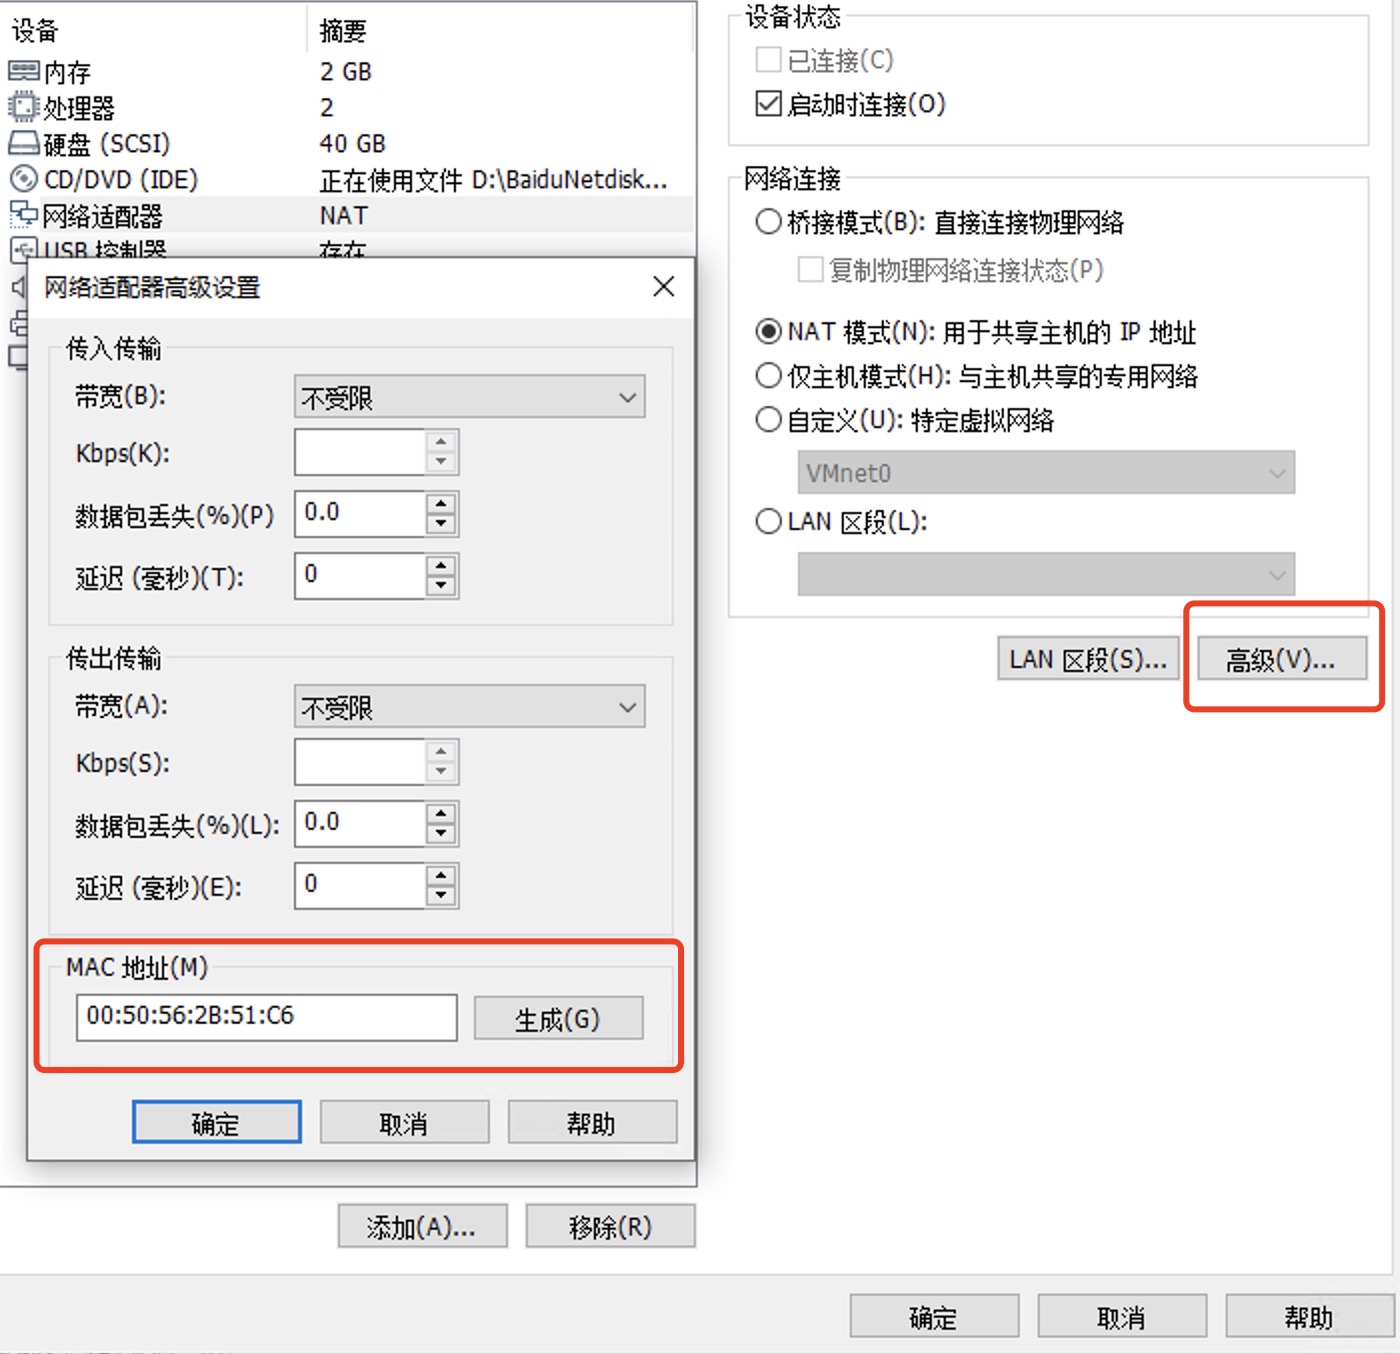 设备 摘要
内存 2 GB
处理器 2
硬盘 (SCSI) 40 GB
CD/DVD (IDE) 正在使用文件 D:\BaiduNetdisk...
网络适配器 NAT
USB 控制器 存在
网络适配器高级设置
传入传输
带宽(B): 不受限
Kbps(K):
数据包丢失(%)(P) 0.0
延迟 (毫秒)(T): 0
传出传输
带宽(A): 不受限
Kbps(S):
数据包丢失(%)(L): 0.0
延迟 (毫秒)(E): 0
MAC 地址(M)
00:50:56:2B:51:C6 生成(G)
确定 取消 帮助
添加(A)... 移除(R)
设备状态
已连接(C)
启动时连接(O)
网络连接
桥接模式(B): 直接连接物理网络
复制物理网络连接状态(P)
NAT 模式(N): 用于共享主机的 IP 地址
仅主机模式(H): 与主机共享的专用网络
自定义(U): 特定虚拟网络
VMnet0
LAN 区段(L):
LAN 区段(S)... 高级(V)...
确定 取消 帮助